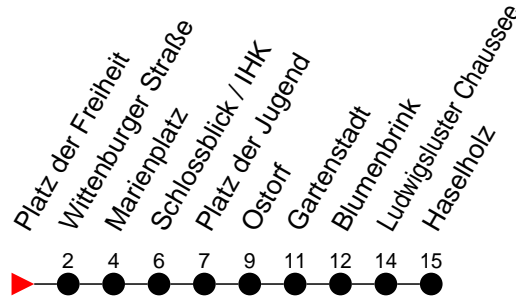 Platz der Freiheit
Wittenburger Straße
Marienplatz
Schlossblick / IHK
Platz der Jugend
Ostorf
Gartenstadt
Blumenbrink
Ludwigsluster Chaussee
Haselholz
2 4 6 7 9 11 12 14 15